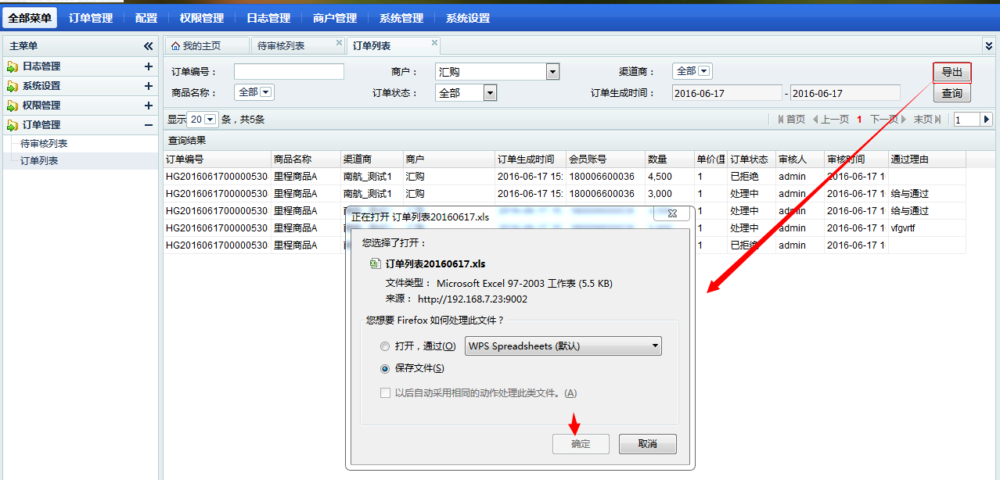 全部菜单 订单管理 配置 权限管理 日志管理 商户管理 系统管理 系统设置
主菜单
日志管理
系统设置
权限管理
订单管理
待审核列表
订单列表
我的主页 待审核列表 订单列表
订单编号： 商户： 汇购 渠道商： 全部 导出
商品名称： 全部 订单状态： 全部 订单生成时间： 2016-06-17 - 2016-06-17 查询
显示 20 条，共5条 首页 上一页 1 下一页 末页 1
查询结果
订单编号 商品名称 渠道商 商户 订单生成时间 会员账号 数量 单价( 订单状态 审核人 审核时间 通过理由
HG2016061700000530 里程商品A 南航_测试1 汇购 2016-06-17 15: 180006600036 4,500 1 已拒绝 admin 2016-06-17 1
HG2016061700000530 里程商品A 南航_测试1 汇购 2016-06-17 15: 180006600036 3,000 1 处理中 admin 2016-06-17 1 给与通过
HG2016061700000530 里程商品A 1 处理中 admin 2016-06-17 1 给与通过
HG2016061700000530 里程商品A 1 处理中 admin 2016-06-17 1 vfgvrtf
HG2016061700000530 里程商品A 1 已拒绝 admin 2016-06-17 1
正在打开 订单列表20160617.xls
您选择了打开：
订单列表20160617.xls
文件类型： Microsoft Excel 97-2003 工作表 (5.5 KB)
来源： http://192.168.7.23:9002
您想要 Firefox 如何处理此文件？
打开，通过(O) WPS Spreadsheets (默认)
保存文件(S)
以后自动采用相同的动作处理此类文件。(A)
确定 取消